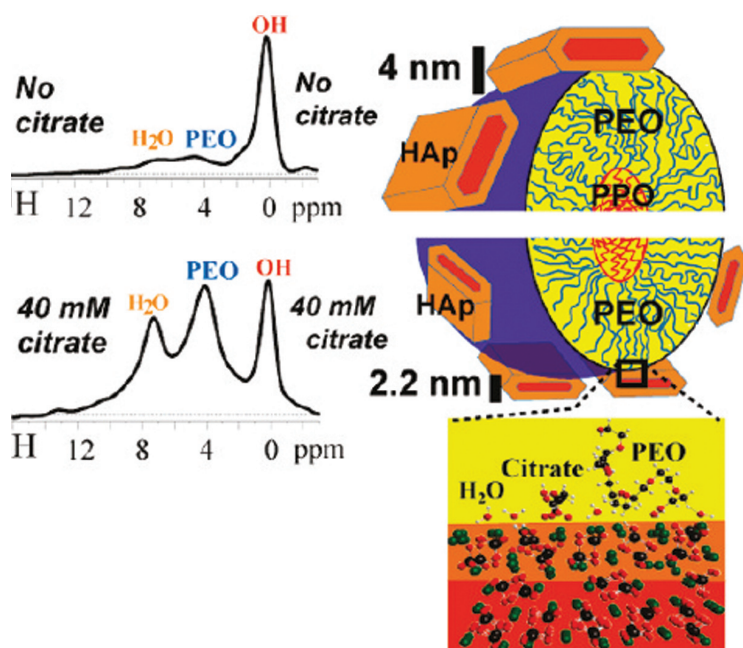 OH
No
citrate
H₂O
PEO
No
citrate
H 12 8 4 0 ppm
4 nm
HAp
PEO
PPO
40 mM
citrate
H₂O
PEO
OH
40 mM
citrate
H 12 8 4 0 ppm
HAp
PEO
2.2 nm
H₂O
Citrate
PEO